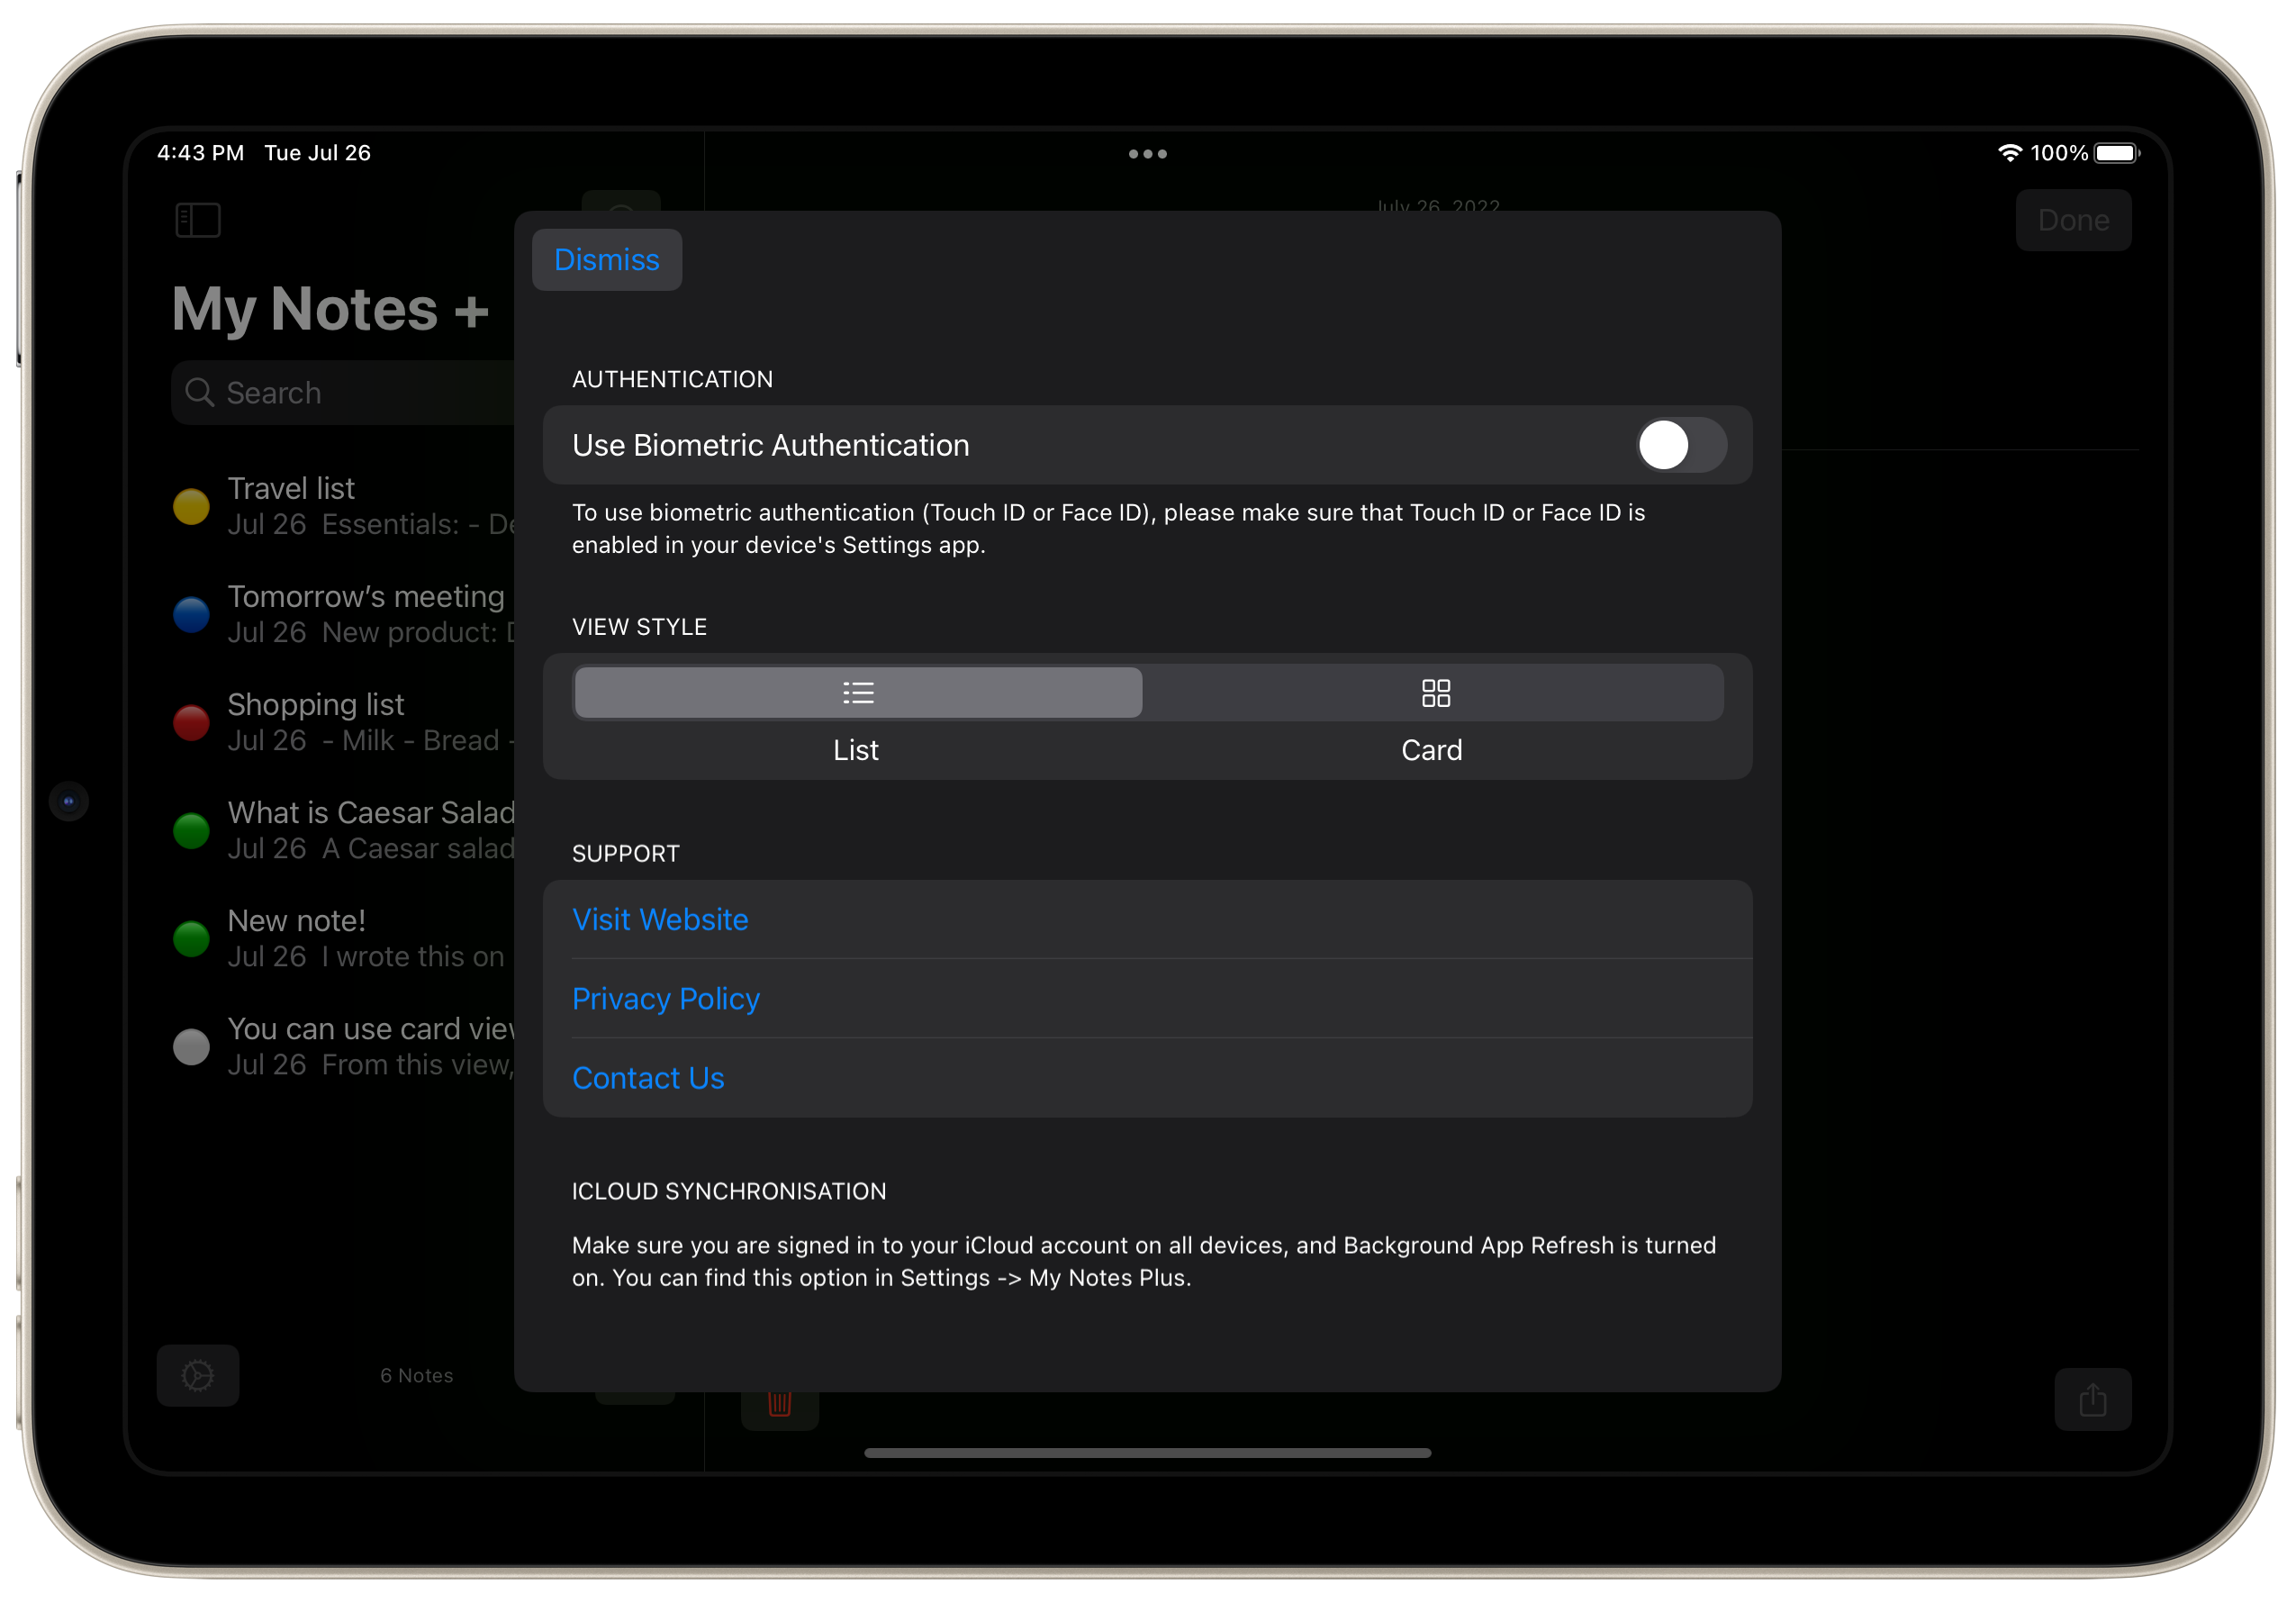 4:43 PM Tue Jul 26
100%
July 26, 2022
Done
My Notes +
Search
Travel list
Jul 26 Essentials: -
Tomorrow’s meeting
Jul 26 New product:
Shopping list
Jul 26 - Milk - Bread -
What is Caesar Salad
Jul 26 A Caesar salad
New note!
Jul 26 I wrote this on
You can use card view
Jul 26 From this view,
6 Notes
Dismiss
AUTHENTICATION
Use Biometric Authentication
To use biometric authentication (Touch ID or Face ID), please make sure that Touch ID or Face ID is
enabled in your device's Settings app.
VIEW STYLE
List
Card
SUPPORT
Visit Website
Privacy Policy
Contact Us
ICLOUD SYNCHRONISATION
Make sure you are signed in to your iCloud account on all devices, and Background App Refresh is turned
on. You can find this option in Settings -> My Notes Plus.